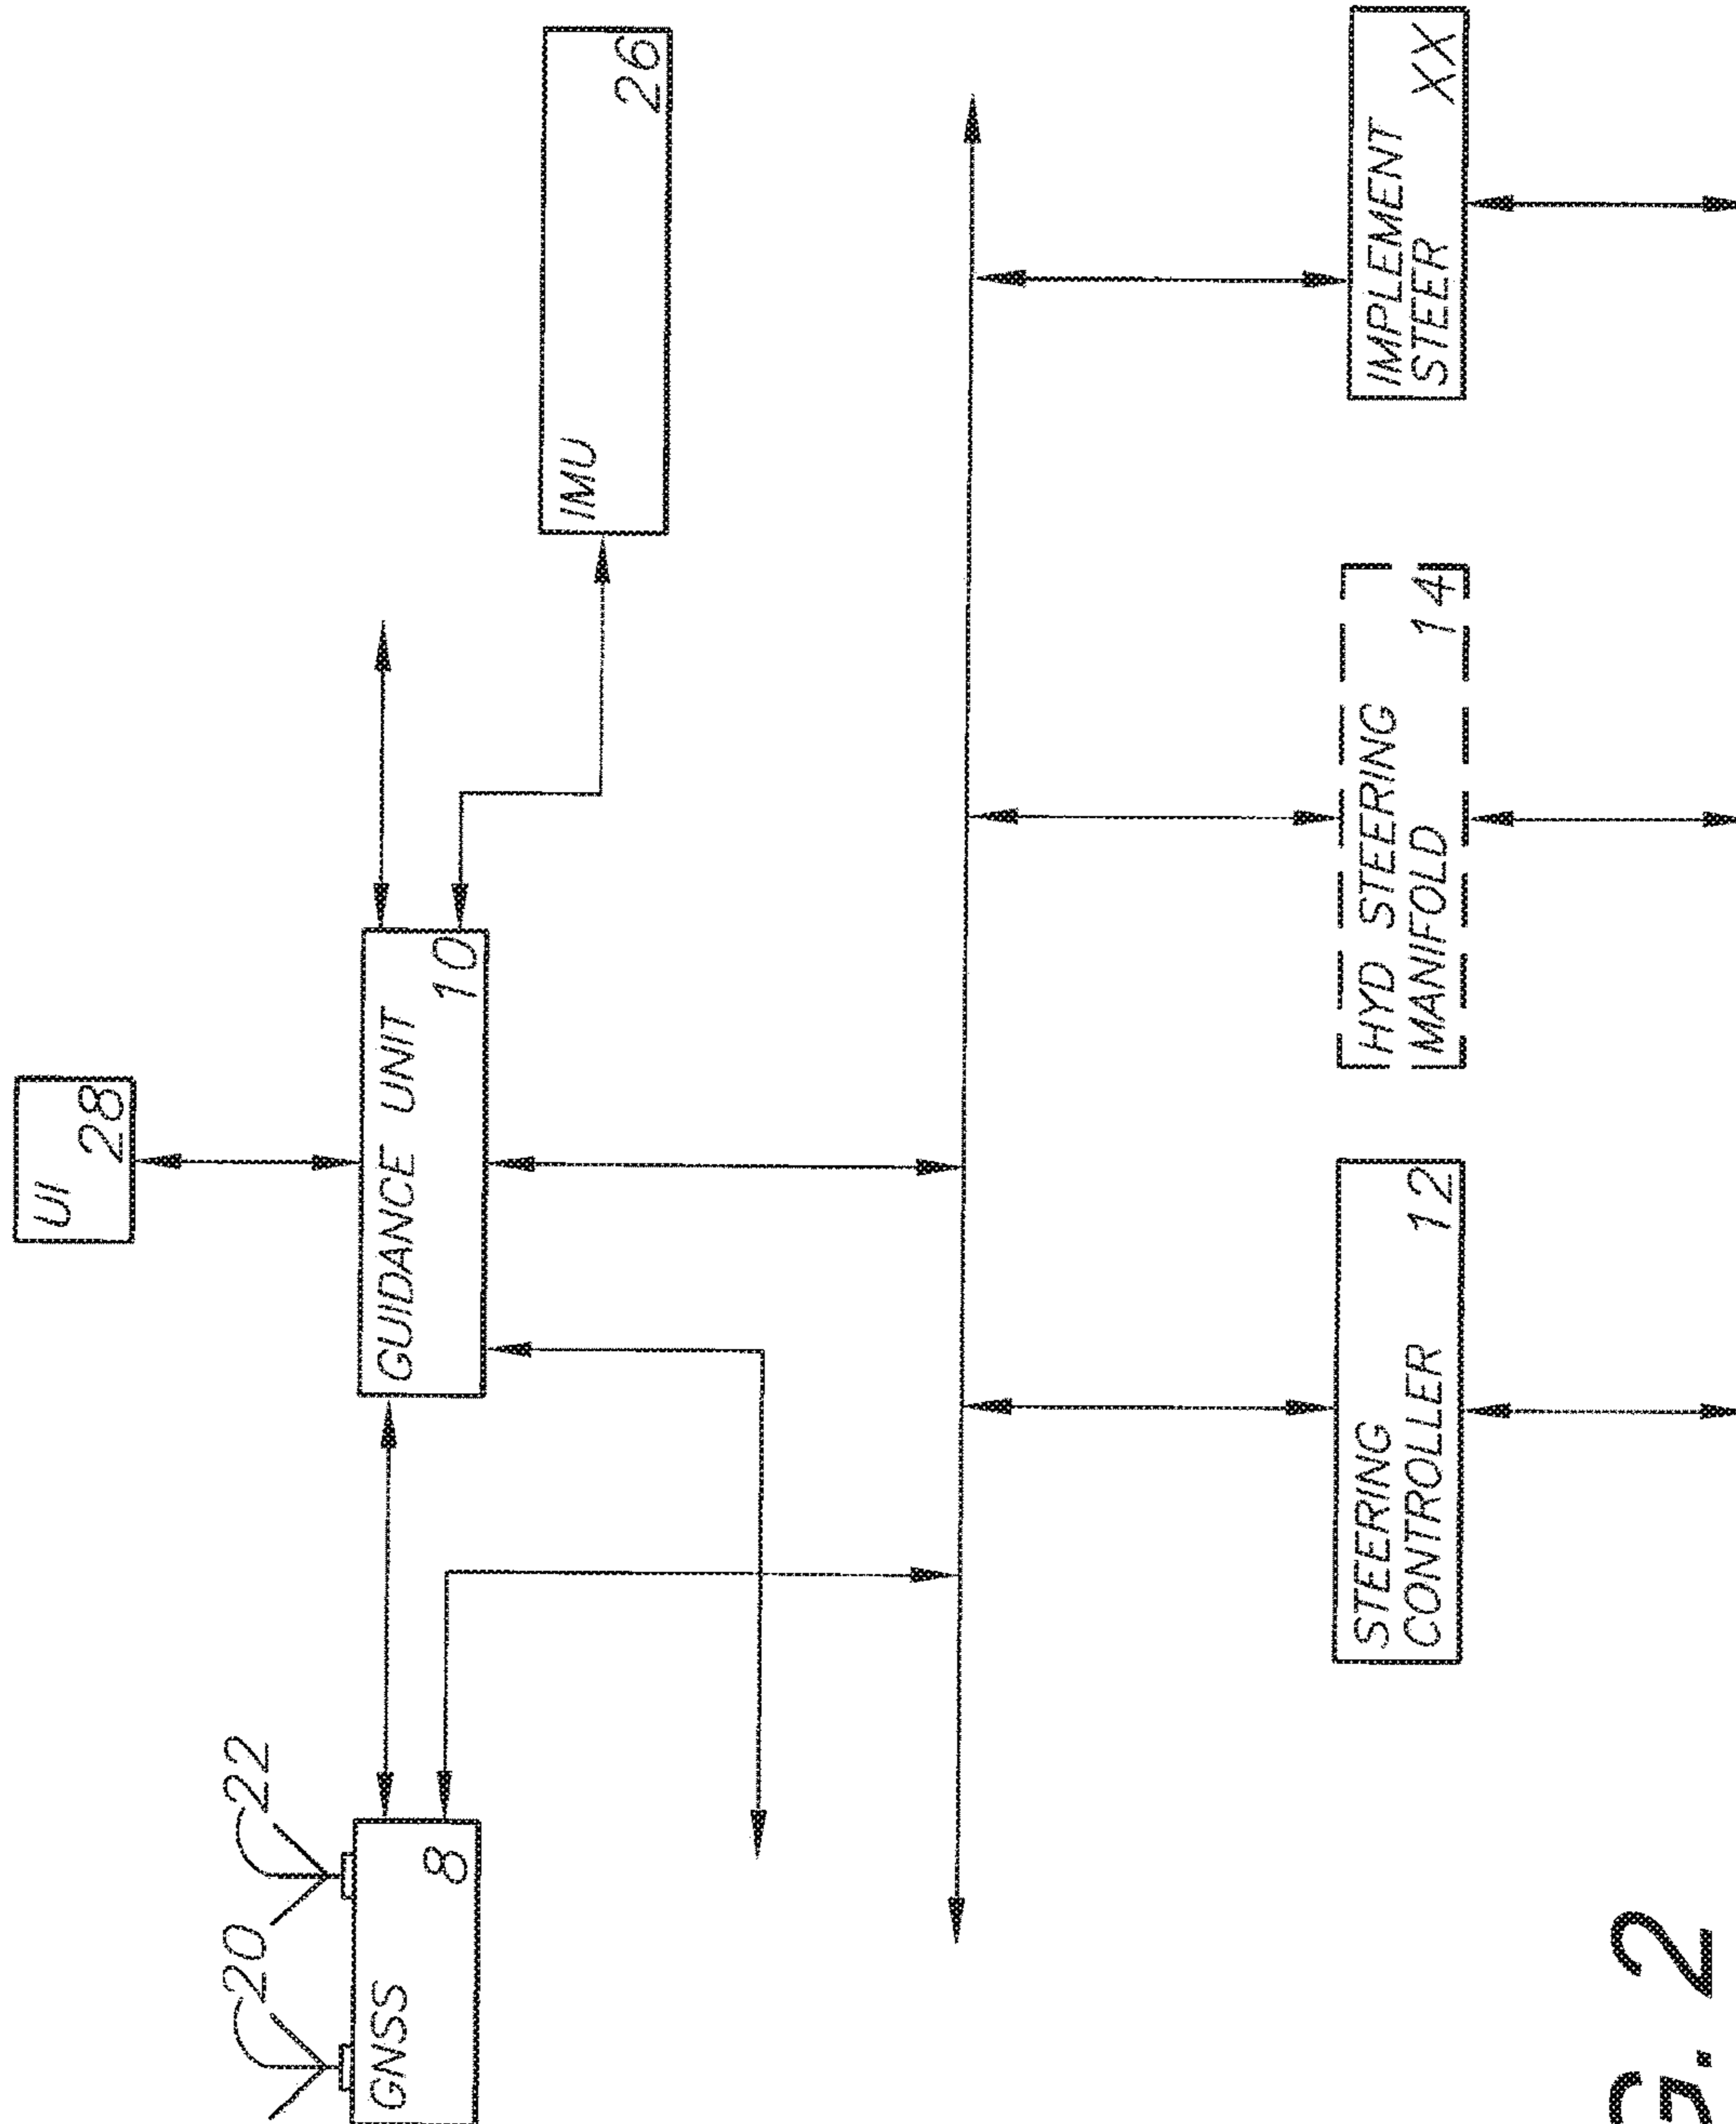 UI
28
20
22
GNSS
8
GUIDANCE UNIT
10
IMU
26
STEERING
CONTROLLER 12
HYD STEERING
MANIFOLD 14
IMPLEMENT
STEER XX
G. 2